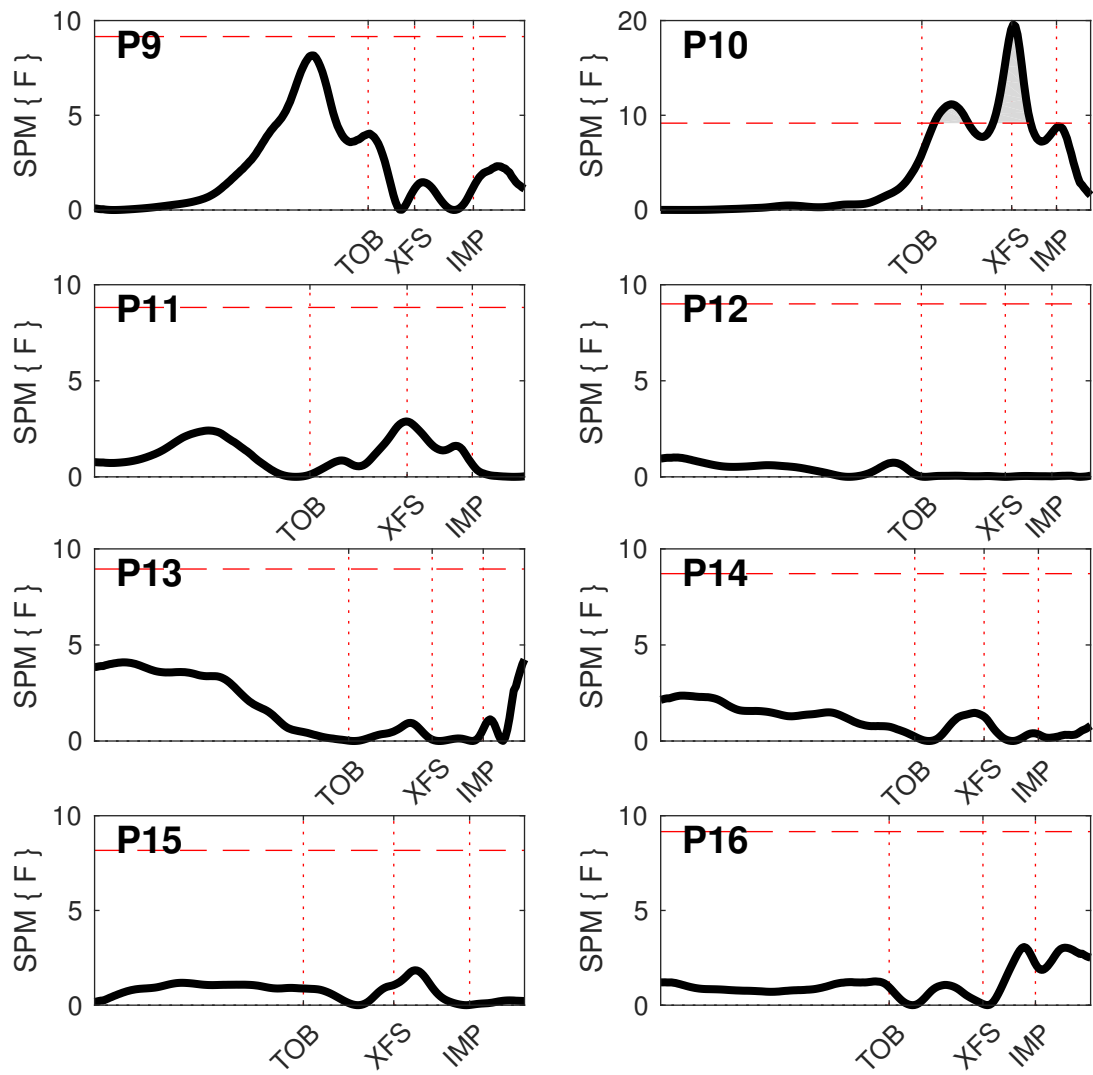 10 P9 20 P10
SPM { F } 5 SPM { F } 10
0 0
TOB XFS IMP TOB XFS IMP
10 P11 10 P12
SPM { F } 5 SPM { F } 5
0 0
TOB XFS IMP TOB XFS IMP
10 P13 10 P14
SPM { F } 5 SPM { F } 5
0 0
TOB XFS IMP TOB XFS IMP
10 P15 10 P16
SPM { F } 5 SPM { F } 5
0 0
TOB XFS IMP TOB XFS IMP